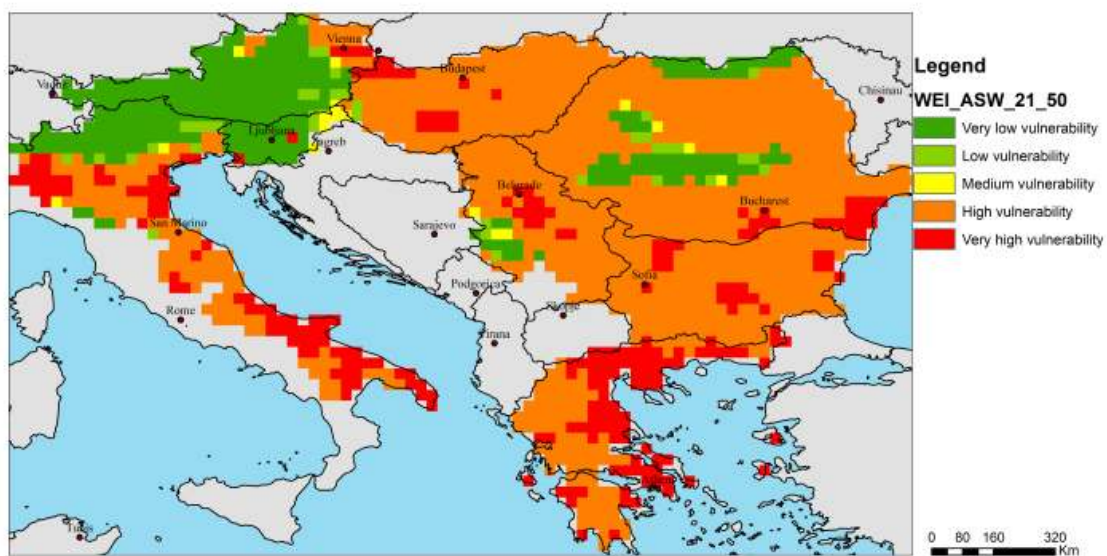 Vienna
Budapest
Chisinau
Ljubljana
Zagreb
Belgrade
Bucharest
San Marino
Sarajevo
Podgorica
Sofia
Rome
Tirana
Tunis
Legend
WEI_ASW_21_50
Very low vulnerability
Low vulnerability
Medium vulnerability
High vulnerability
Very high vulnerability
0 80 160 320
Km